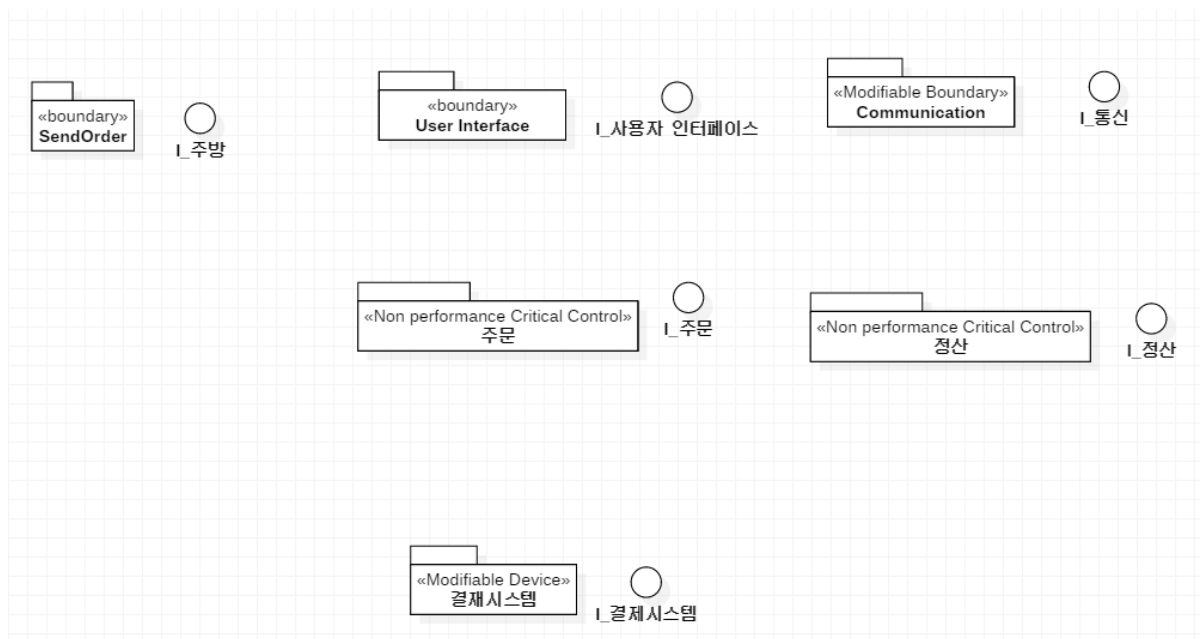 «boundary»
SendOrder
I_주방
«boundary»
User Interface
I_사용자 인터페이스
«Modifiable Boundary»
Communication
I_통신
«Non performance Critical Control»
주문
I_주문
«Non performance Critical Control»
정산
I_정산
«Modifiable Device»
결재시스템
I_결제시스템